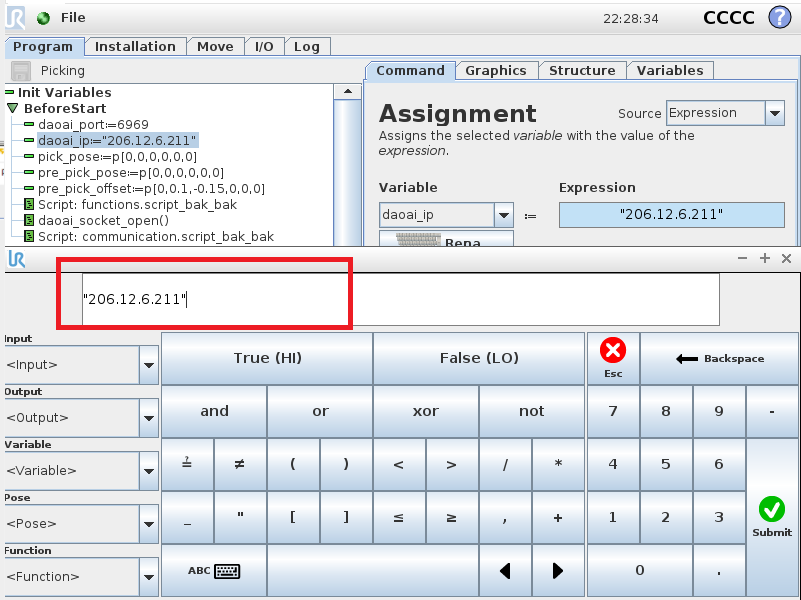 UR File 22:28:34 CCCC ?
Program Installation Move I/O Log
Picking
Command Graphics Structure Variables
Init Variables
BeforeStart
daoai_port:=6969
daoai_ip:="206.12.6.211"
pick_pose:=p[0,0,0,0,0,0]
pre_pick_pose:=p[0,0,0,0,0,0]
pre_pick_offset:=p[0,0.1,-0.15,0,0,0]
Script: functions.script_bak_bak
daoai_socket_open()
Script: communication.script_bak_bak
Assignment
Source Expression
Assigns the selected variable with the value of the
expression.
Variable Expression
daoai_ip := "206.12.6.211"
Rena
UR
"206.12.6.211"
Input
<Input>
Output
<Output>
Variable
<Variable>
Pose
<Pose>
Function
<Function>
True (HI) False (LO) Esc Backspace
and or xor not 7 8 9 -
≟ ≠ ( ) < > / * 4 5 6
_ " [ ] ≤ ≥ , + 1 2 3
Submit
ABC 0 .